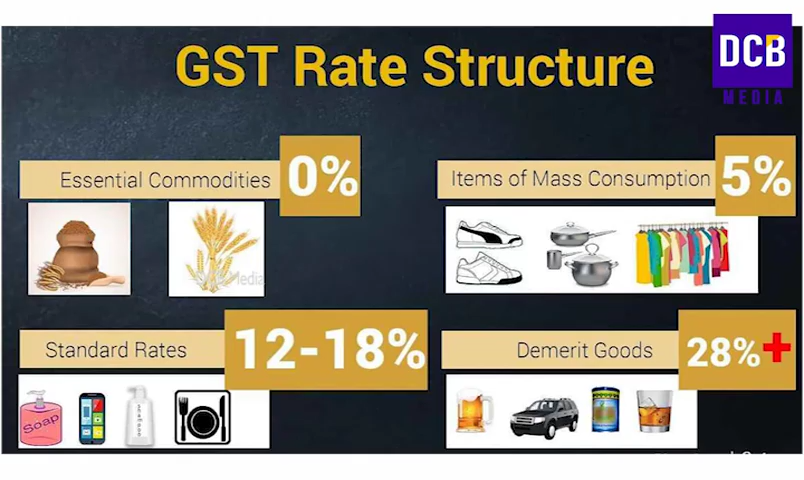 GST Rate Structure
DCB
MEDIA
Essential Commodities 0%
Items of Mass Consumption 5%
Media
Standard Rates 12-18%
Demerit Goods 28%+
Soap